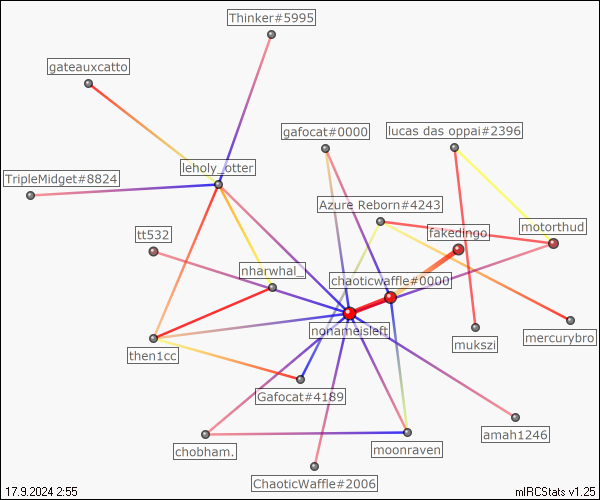 Thinker#5995
gateauxcatto
gafocat#0000
lucas das oppai#2396
leholy_otter
TripleMidget#8824
Azure Reborn#4243
tt532
fakedingo
motorthud
nharwhal_
chaoticwaffle#0000
nonameisleft
mukszi
mercurybro
then1cc
Gafocat#4189
chobham.
moonraven
amah1246
ChaoticWaffle#2006
17.9.2024 2:55
mIRCStats v1.25